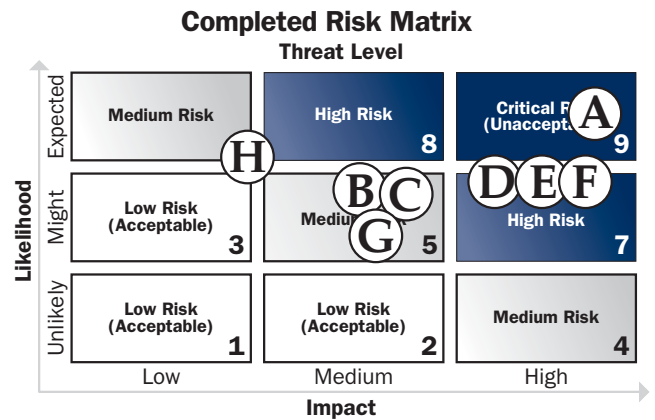 Completed Risk Matrix
Threat Level
Likelihood
Expected
Medium Risk
High Risk
8
Critical
(Unaccept
9
A
H
Might
Low Risk
(Acceptable)
3
B
C
G
5
D
E
F
High Risk
7
Unlikely
Low Risk
(Acceptable)
1
Low Risk
(Acceptable)
2
Medium Risk
4
Low
Medium
High
Impact